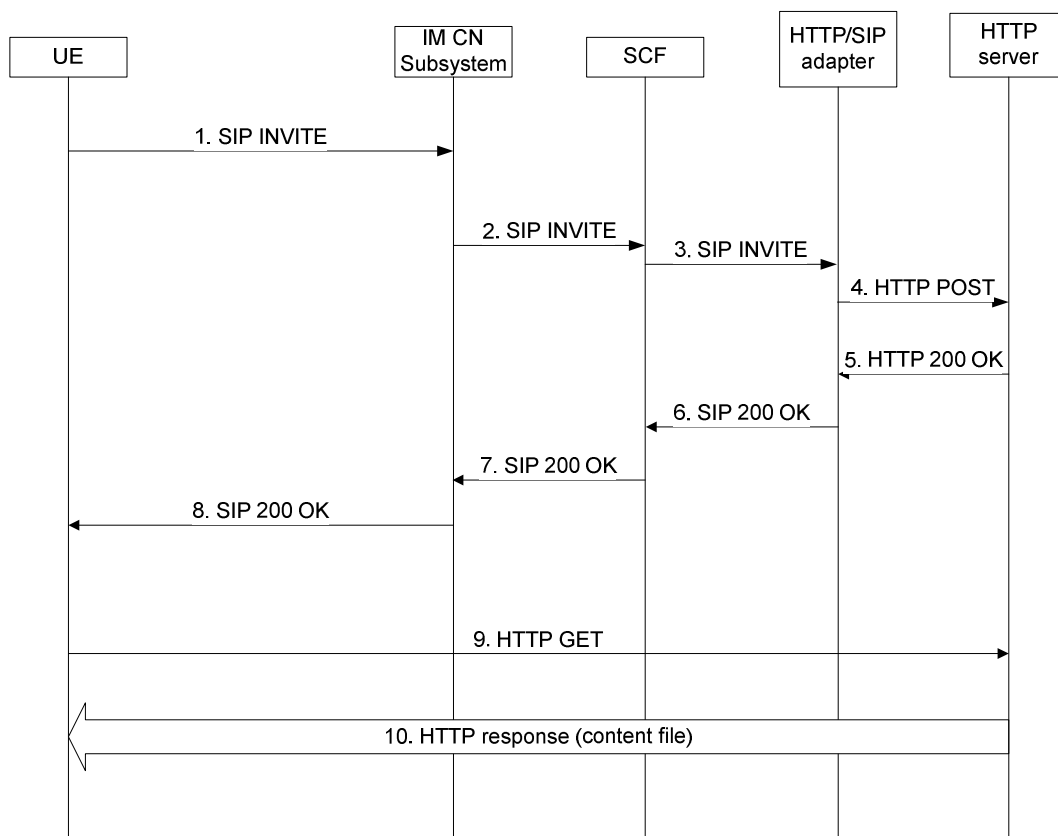 UE
IM CN
Subsystem
SCF
HTTP/SIP
adapter
HTTP
server
1. SIP INVITE
2. SIP INVITE
3. SIP INVITE
4. HTTP POST
5. HTTP 200 OK
6. SIP 200 OK
7. SIP 200 OK
8. SIP 200 OK
9. HTTP GET
10. HTTP response (content file)